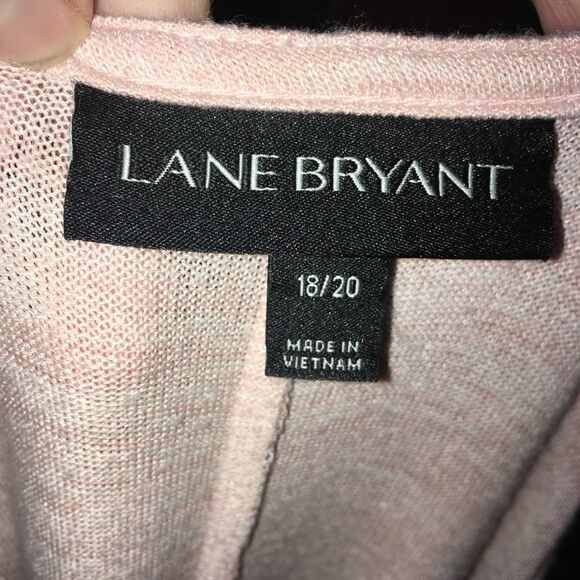 LANE BRYANT
18/20
MADE IN
VIETNAM